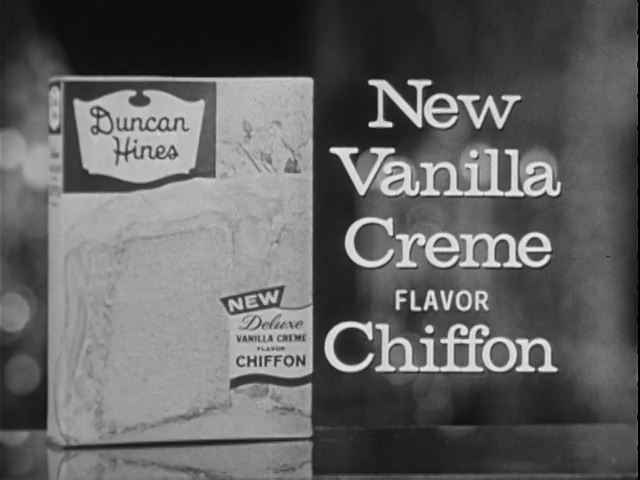 Duncan
Hines
NEW
Deluxe
VANILLA CREME
FLAVOR
CHIFFON
New
Vanilla
Creme
FLAVOR
Chiffon